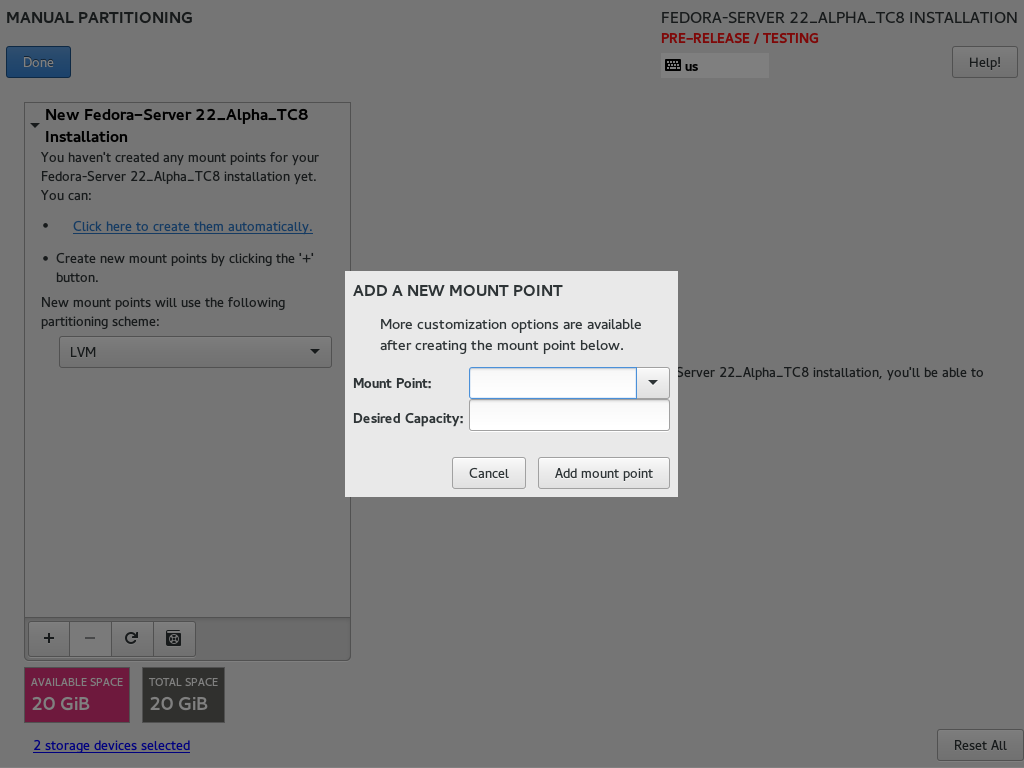 MANUAL PARTITIONING
FEDORA-SERVER 22_ALPHA_TC8 INSTALLATION
PRE-RELEASE / TESTING
Done
us
Help!
New Fedora-Server 22_Alpha_TC8
Installation
You haven't created any mount points for your
Fedora-Server 22_Alpha_TC8 installation yet.
You can:
• Click here to create them automatically.
• Create new mount points by clicking the '+'
button.
New mount points will use the following
partitioning scheme:
LVM
ADD A NEW MOUNT POINT
More customization options are available
after creating the mount point below.
Mount Point:
Desired Capacity:
Cancel
Add mount point
Server 22_Alpha_TC8 installation, you'll be able to
+ −
AVAILABLE SPACE
20 GiB
TOTAL SPACE
20 GiB
2 storage devices selected
Reset All